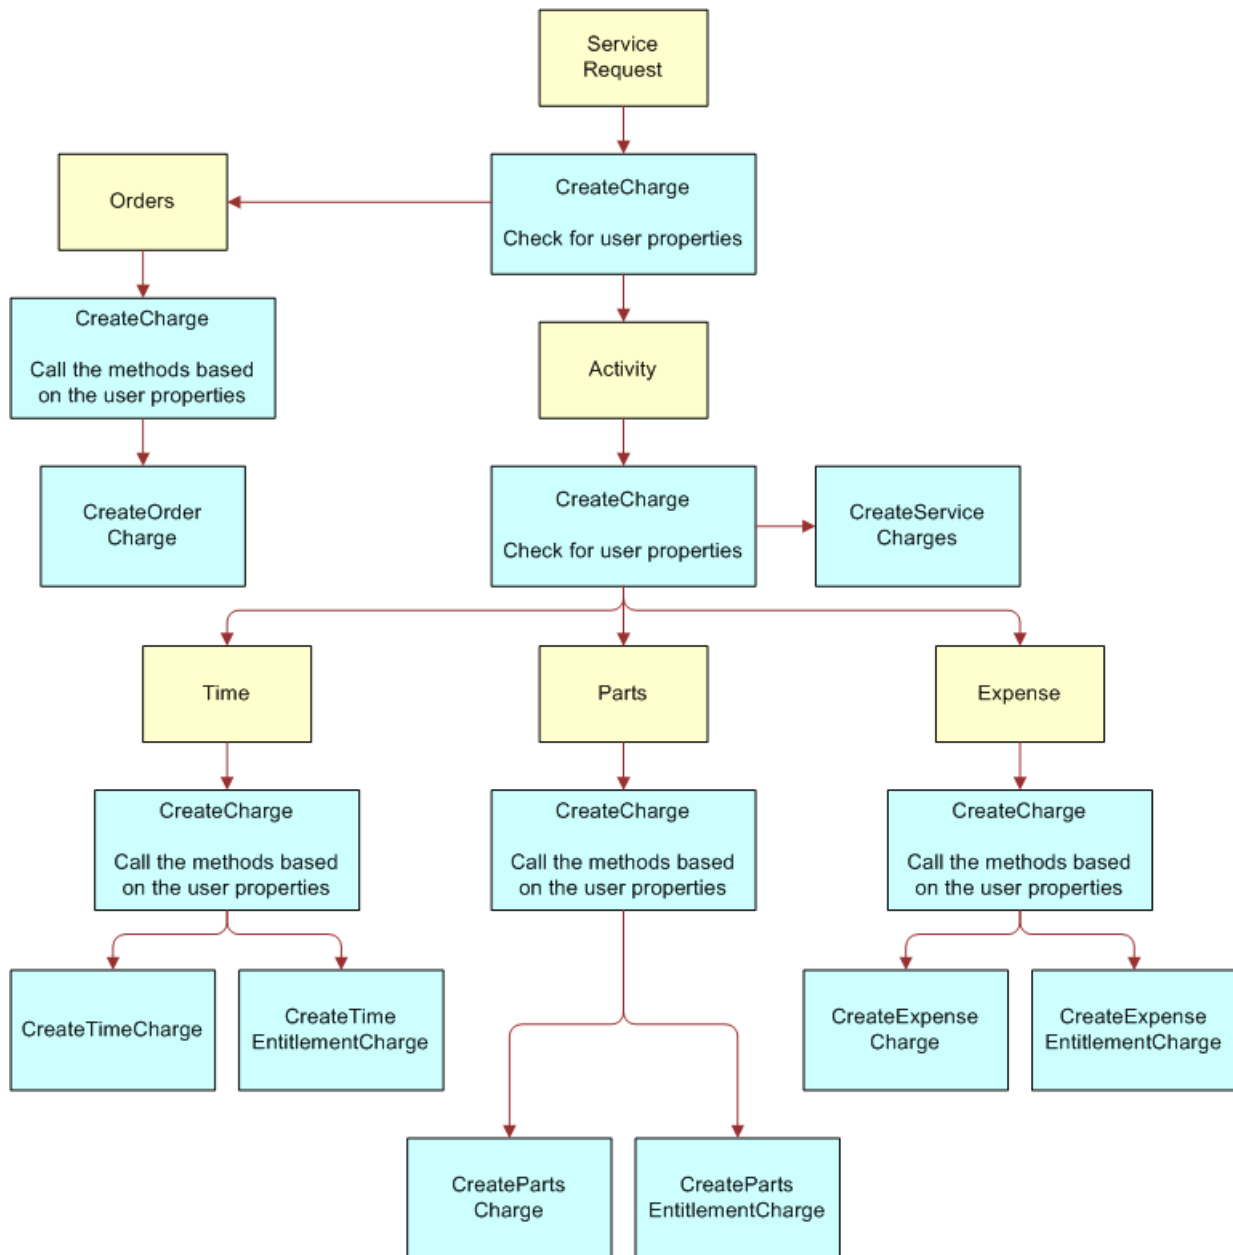 Service
Request
Orders
CreateCharge
Check for user properties
CreateCharge
Call the methods based
on the user properties
Activity
CreateOrder
Charge
CreateCharge
Check for user properties
CreateService
Charges
Time
Parts
Expense
CreateCharge
Call the methods based
on the user properties
CreateCharge
Call the methods based
on the user properties
CreateCharge
Call the methods based
on the user properties
CreateTimeCharge
CreateTime
EntitlementCharge
CreateExpense
Charge
CreateExpense
EntitlementCharge
CreateParts
Charge
CreateParts
EntitlementCharge